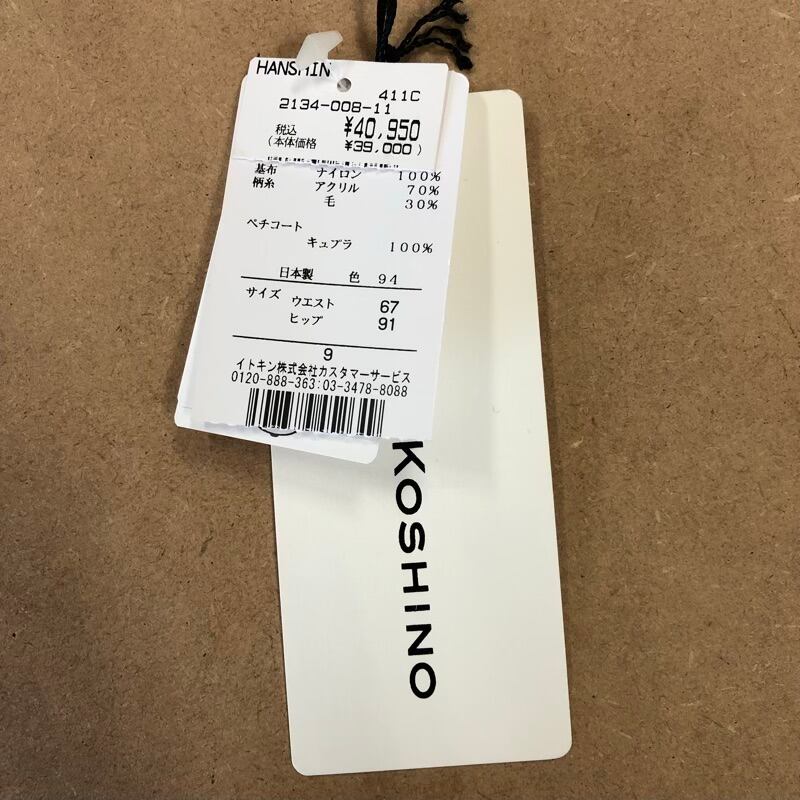 HANSHIN
411C
2134-008-11
税込 ¥40,950
(本体価格 ¥39,000)
基布 ナイロン 100%
柄糸 アクリル 70%
毛 30%
ペチコート
キュプラ 100%
日本製 色 94
サイズ ウエスト 67
ヒップ 91
9
イトキン株式会社カスタマーサービス
0120-888-363:03-3478-8088
KOSHINO